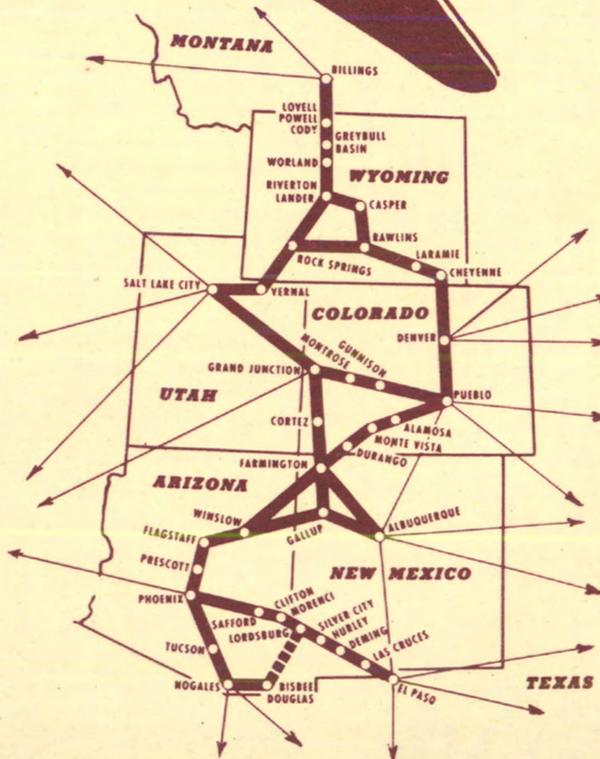 MONTANA
BILLINGS
LOVELL
POWELL
CODY
GREYBULL
BASIN
WORLAND
WYOMING
RIVERTON
LANDER
CASPER
RAWLINS
LARAMIE
CHEYENNE
ROCK SPRINGS
SALT LAKE CITY
VERNAL
COLORADO
DENVER
GUNNISON
MONTROSE
GRAND JUNCTION
PUEBLO
UTAH
CORTEZ
ALAMOSA
MONTE VISTA
DURANGO
FARMINGTON
ARIZONA
WINSLOW
ALBUQUERQUE
GALLUP
FLAGSTAFF
PRESCOTT
NEW MEXICO
PHOENIX
CLIFTON
MORENCI
SAFFORD
SILVER CITY
HURLEY
LORDSBURG
DEMING
TUCSON
LAS CRUCES
NOGALES
BISBEE
DOUGLAS
EL PASO
TEXAS